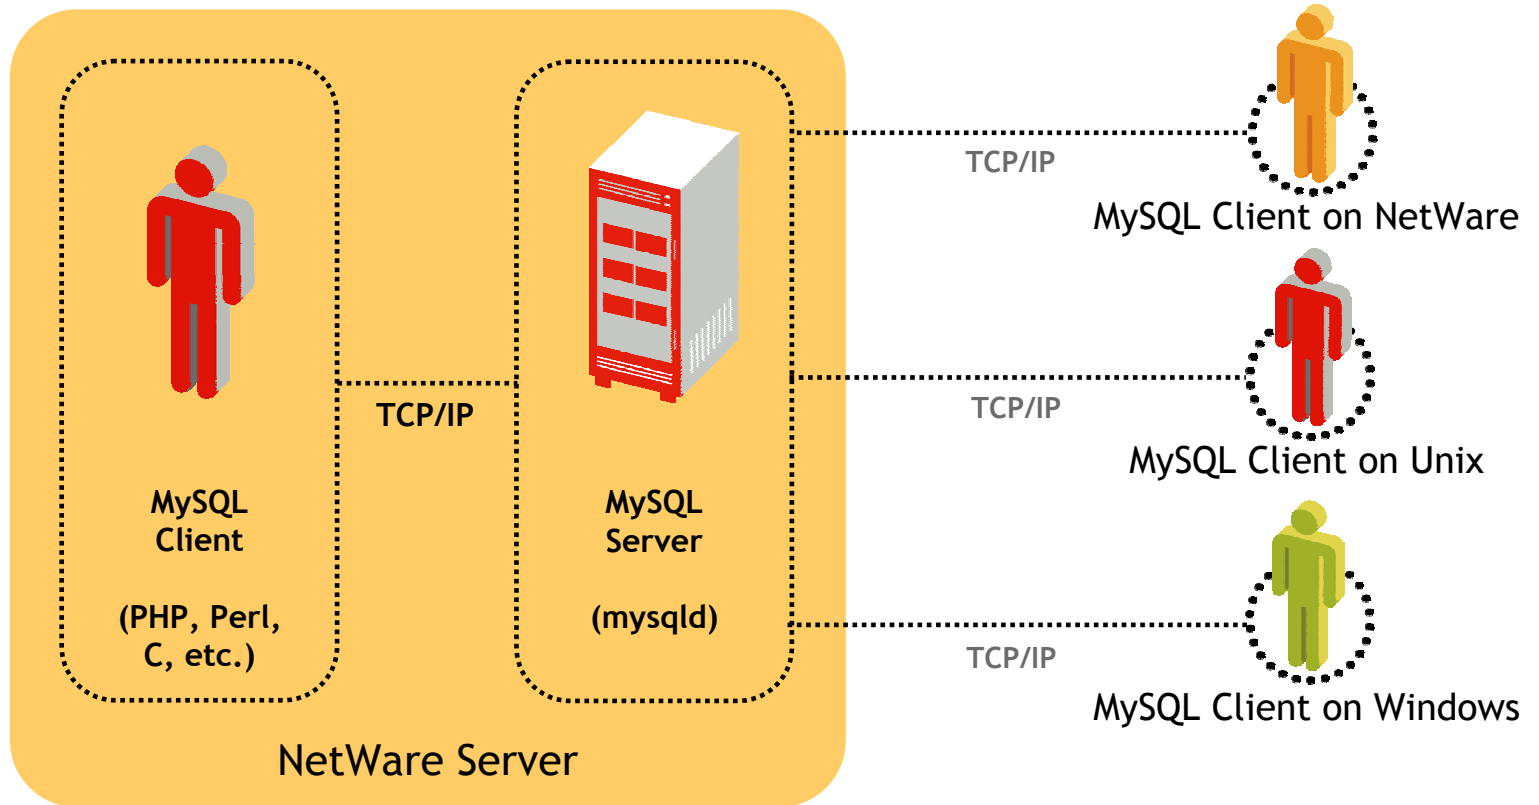 TCP/IP
MySQL Client on NetWare
TCP/IP
TCP/IP
MySQL Client on Unix
MySQL
Client
(PHP, Perl,
C, etc.)
MySQL
Server
(mysqld)
TCP/IP
MySQL Client on Windows
NetWare Server